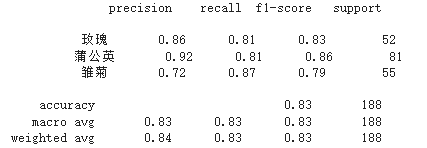 precision recall f1-score support
玫瑰 0.86 0.81 0.83 52
蒲公英 0.92 0.81 0.86 81
雏菊 0.72 0.87 0.79 55
accuracy 0.83 188
macro avg 0.83 0.83 0.83 188
weighted avg 0.84 0.83 0.83 188